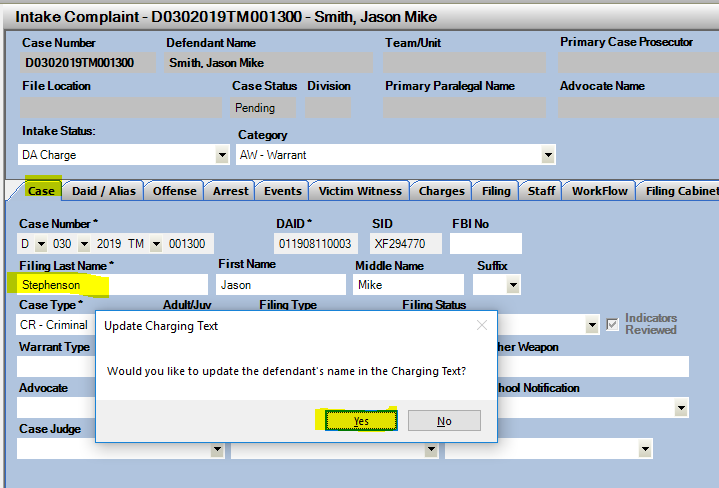 Intake Complaint - D0302019TM001300 - Smith, Jason Mike
Case Number Defendant Name Team/Unit Primary Case Prosecutor
D0302019TM001300 Smith, Jason Mike
File Location Case Status Division Primary Paralegal Name Advocate Name
Pending
Intake Status: Category
DA Charge AW - Warrant
Case Daid / Alias Offense Arrest Events Victim Witness Charges Filing Staff WorkFlow Filing Cabinet
Case Number * DAID * SID FBI No
D 030 2019 TM 001300 011908110003 XF294770
Filing Last Name * First Name Middle Name Suffix
Stephenson Jason Mike
Case Type * Adult/Juv Filing Type Filing Status
CR - Criminal Indicators Reviewed
Warrant Type her Weapon
Update Charging Text
Would you like to update the defendant's name in the Charging Text?
Yes No
Advocate hool Notification
Case Judge